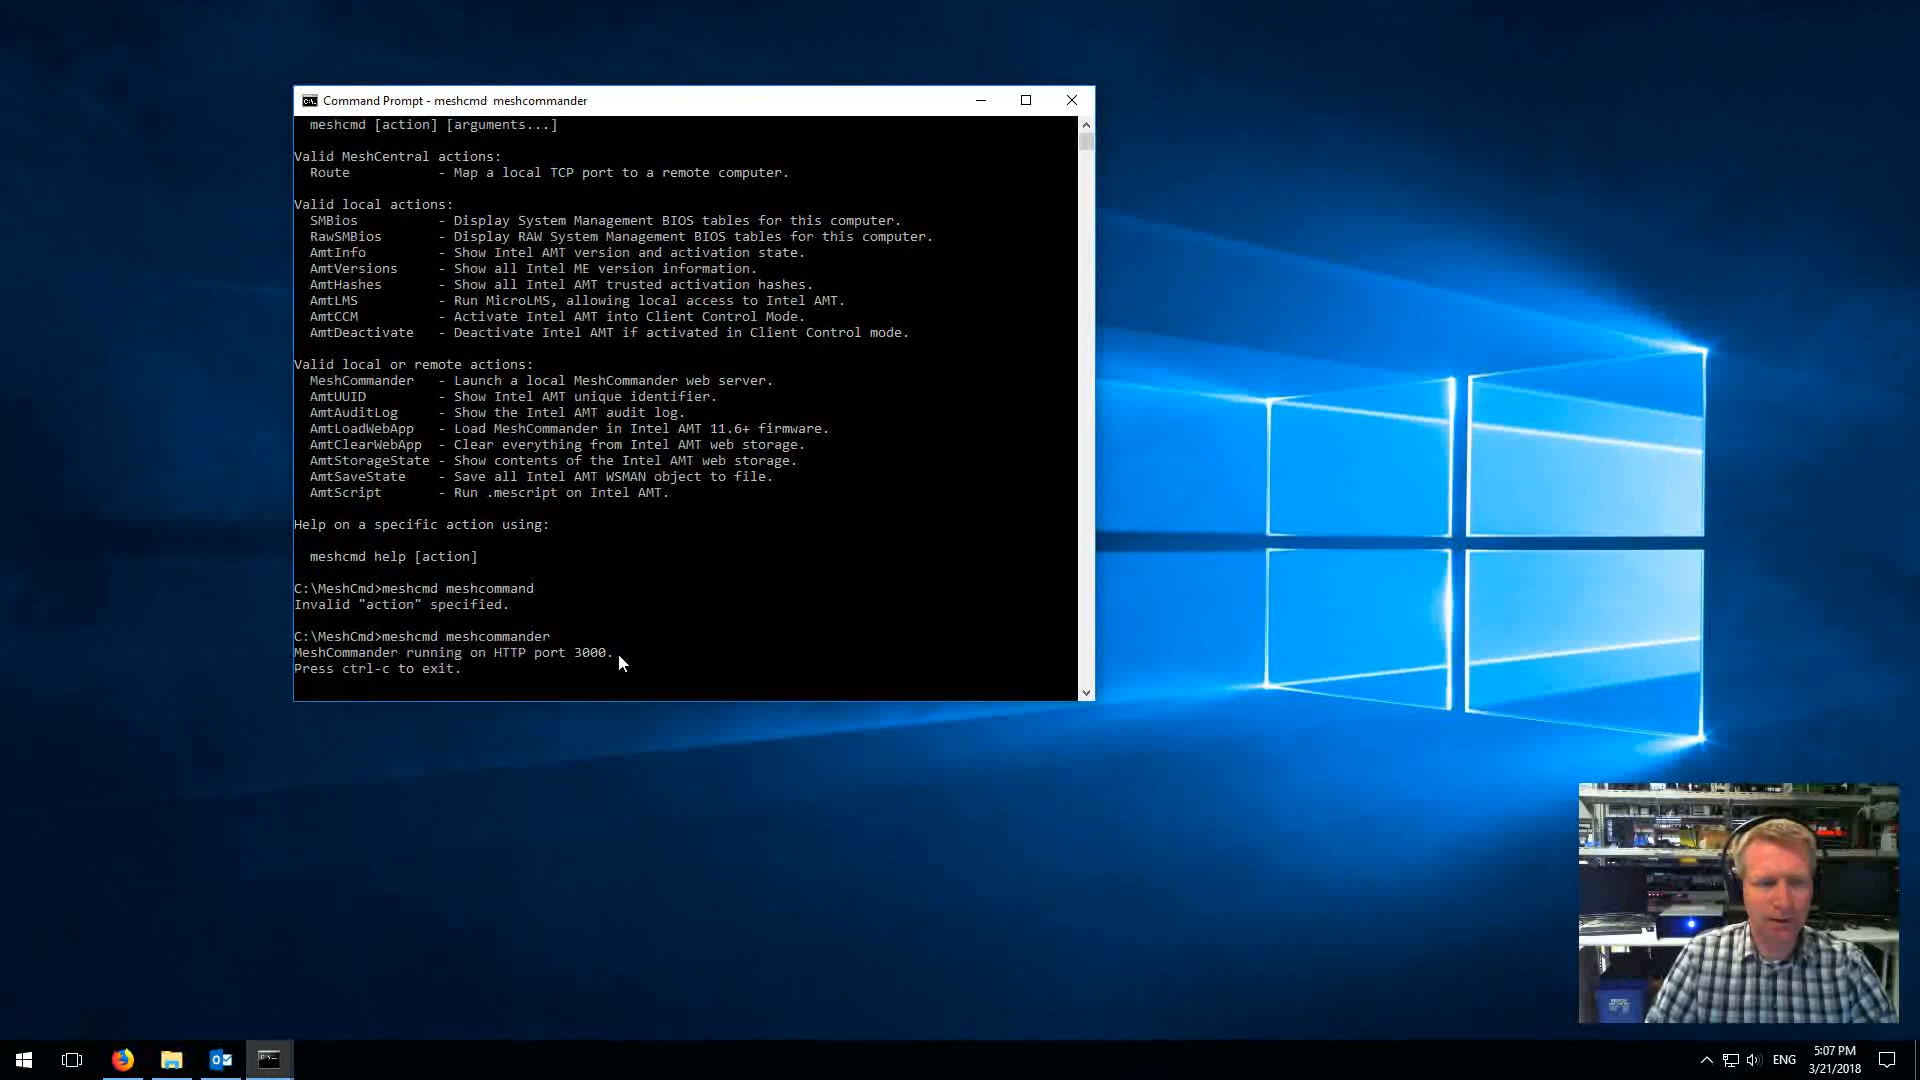 Command Prompt - meshcmd  meshcommander
  meshcmd [action] [arguments...]
Valid MeshCentral actions:
  Route           - Map a local TCP port to a remote computer.
Valid local actions:
  SMBios          - Display System Management BIOS tables for this computer.
  RawSMBios       - Display RAW System Management BIOS tables for this computer.
  AmtInfo         - Show Intel AMT version and activation state.
  AmtVersions     - Show all Intel ME version information.
  AmtHashes       - Show all Intel AMT trusted activation hashes.
  AmtLMS          - Run MicroLMS, allowing local access to Intel AMT.
  AmtCCM          - Activate Intel AMT into Client Control Mode.
  AmtDeactivate   - Deactivate Intel AMT if activated in Client Control mode.
Valid local or remote actions:
  MeshCommander   - Launch a local MeshCommander web server.
  AmtUUID         - Show Intel AMT unique identifier.
  AmtAuditLog     - Show the Intel AMT audit log.
  AmtLoadWebApp   - Load MeshCommander in Intel AMT 11.6+ firmware.
  AmtClearWebApp  - Clear everything from Intel AMT web storage.
  AmtStorageState - Show contents of the Intel AMT web storage.
  AmtSaveState    - Save all Intel AMT WSMAN object to file.
  AmtScript       - Run .mescript on Intel AMT.
Help on a specific action using:
  meshcmd help [action]
C:\MeshCmd>meshcmd meshcommand
Invalid "action" specified.
C:\MeshCmd>meshcmd meshcommander
MeshCommander running on HTTP port 3000.
Press ctrl-c to exit.
ENG
5:07 PM
3/21/2018